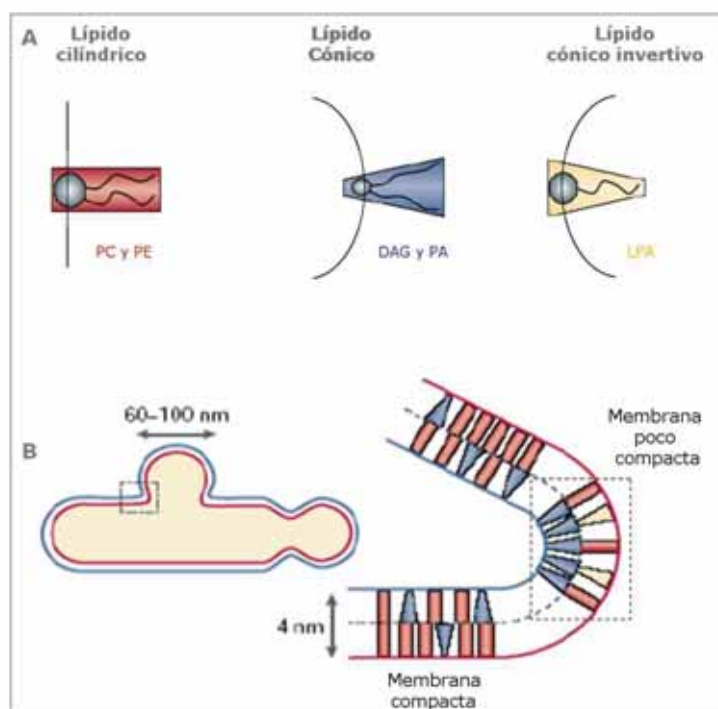 A
Lípido
cilíndrico
Lípido
Cónico
Lípido
cónico invertivo
PC y PE
DAG y PA
LPA
B
60–100 nm
Membrana
poco
compacta
4 nm
Membrana
compacta